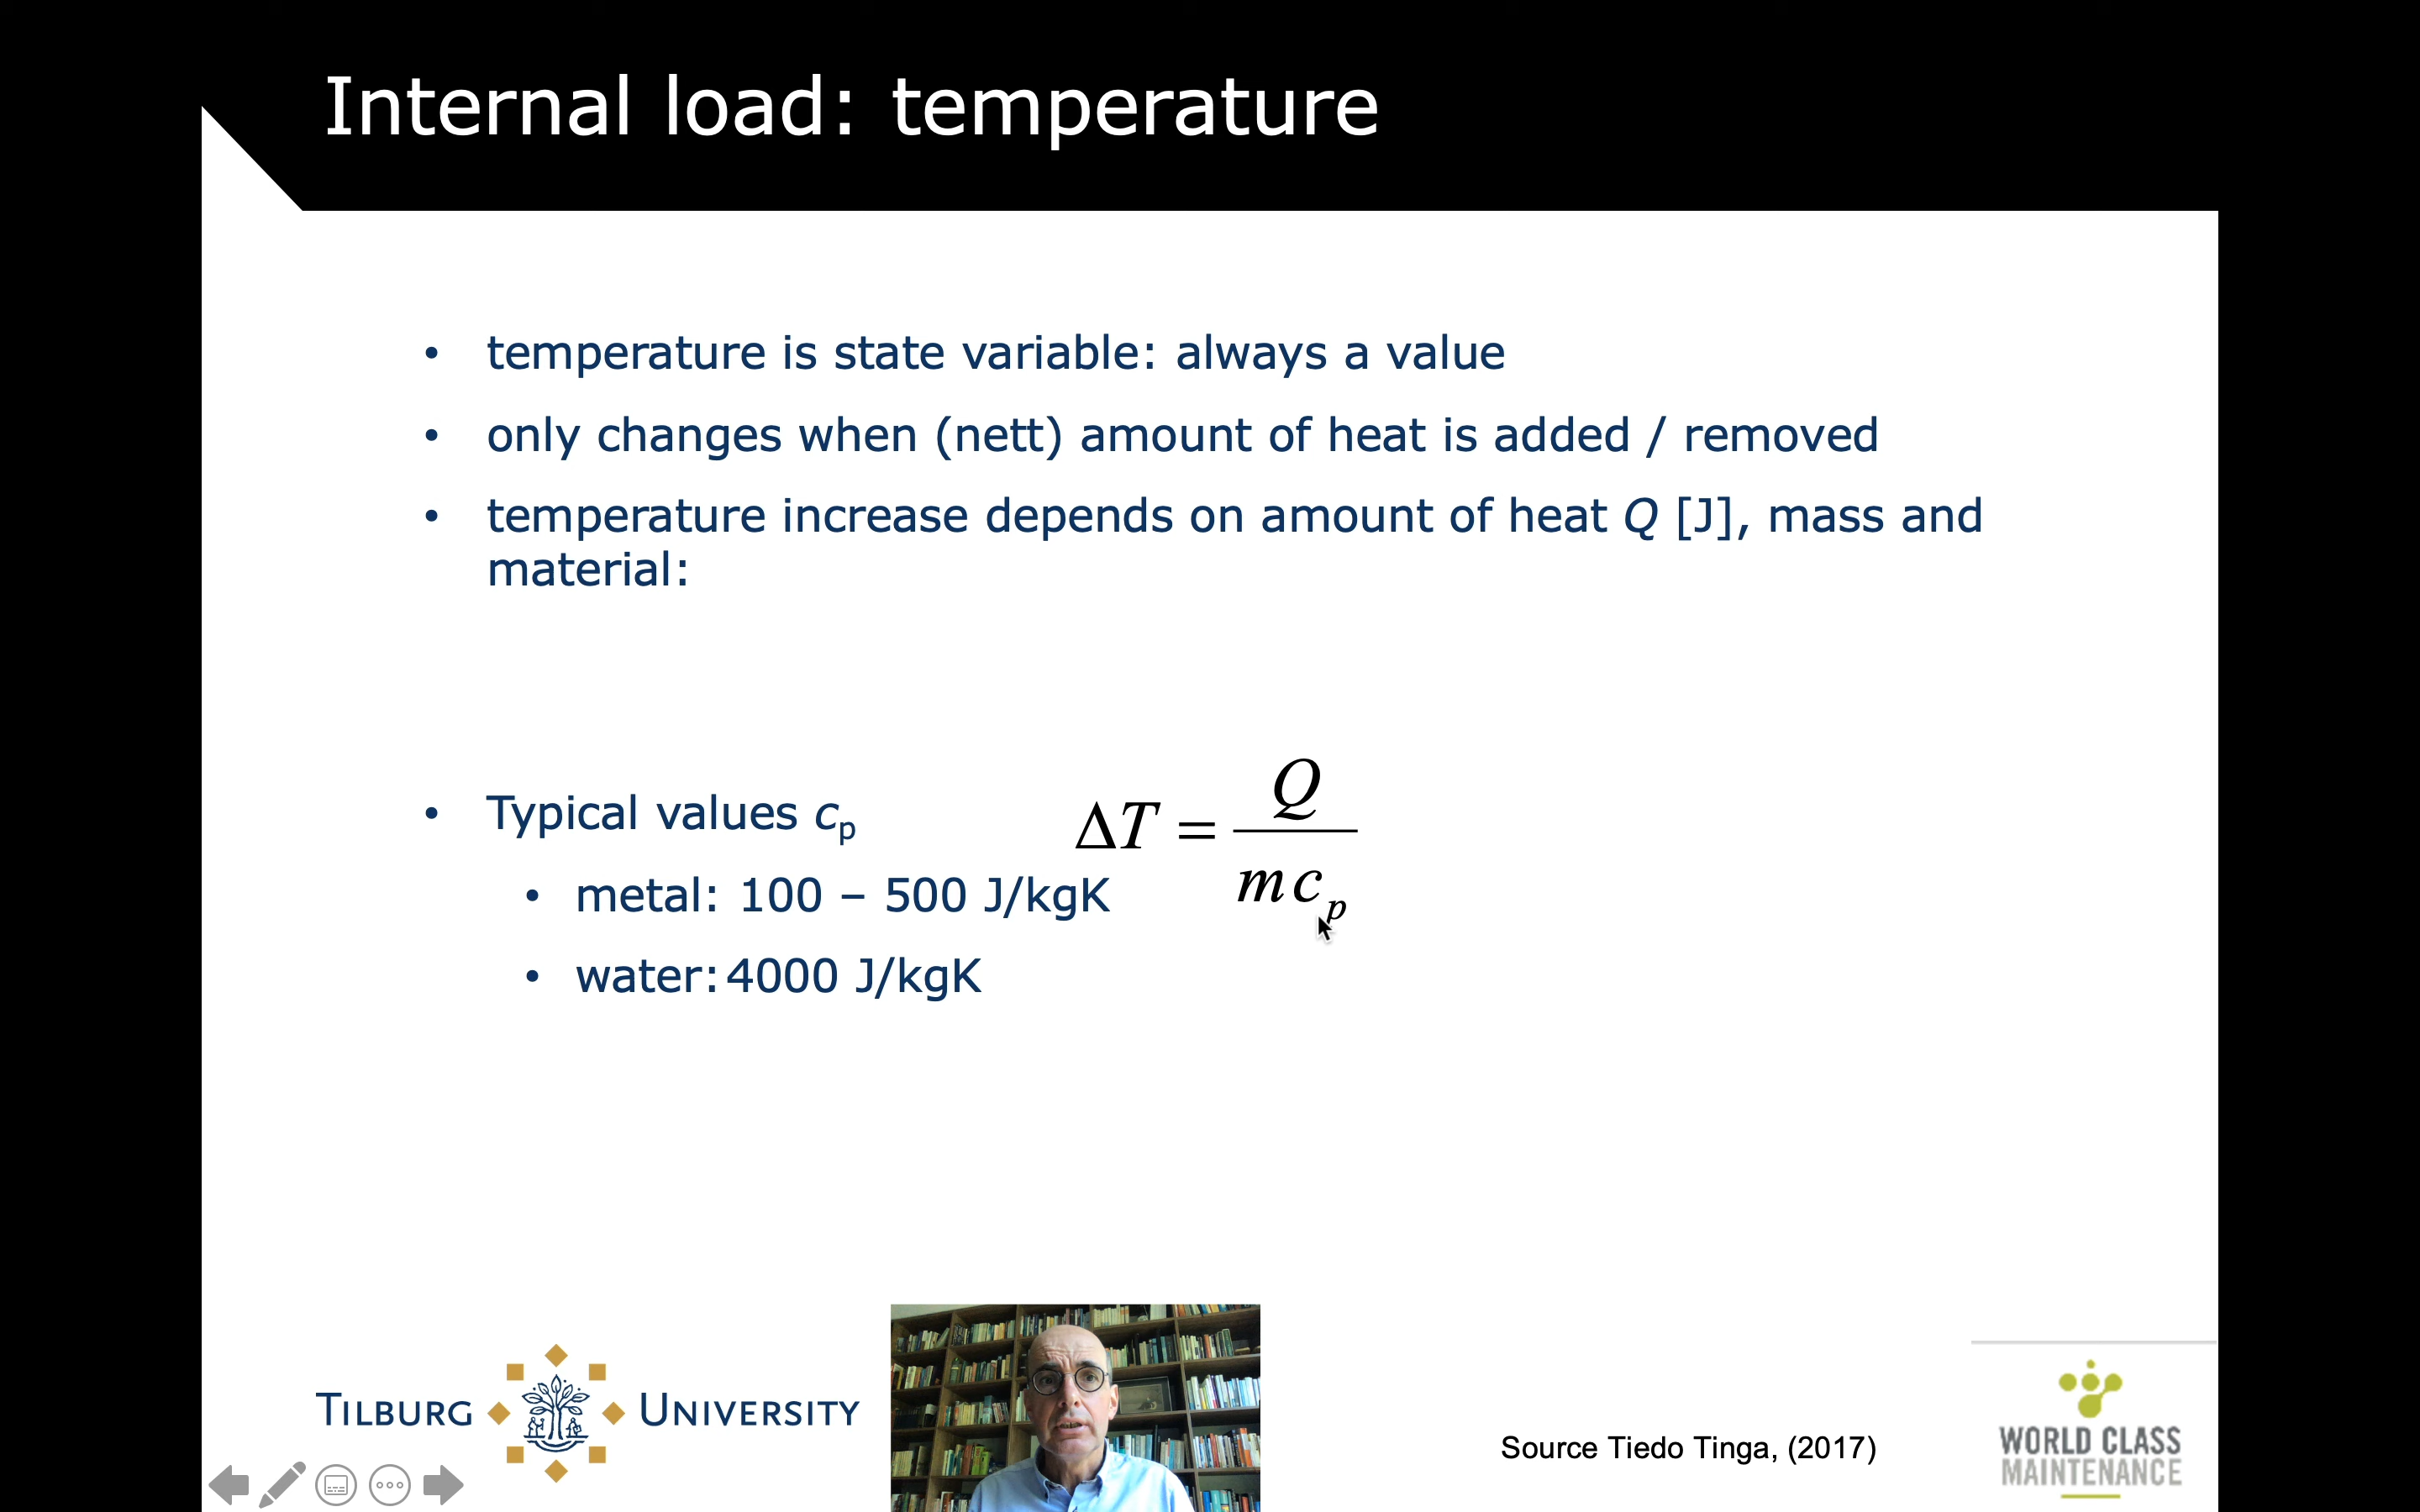 Internal load: temperature
• temperature is state variable: always a value
• only changes when (nett) amount of heat is added / removed
• temperature increase depends on amount of heat Q [J], mass and
material:
• Typical values cp
ΔT = Q / mcp
• metal: 100 – 500 J/kgK
• water: 4000 J/kgK
TILBURG UNIVERSITY
Source Tiedo Tinga, (2017)
WORLD CLASS
MAINTENANCE